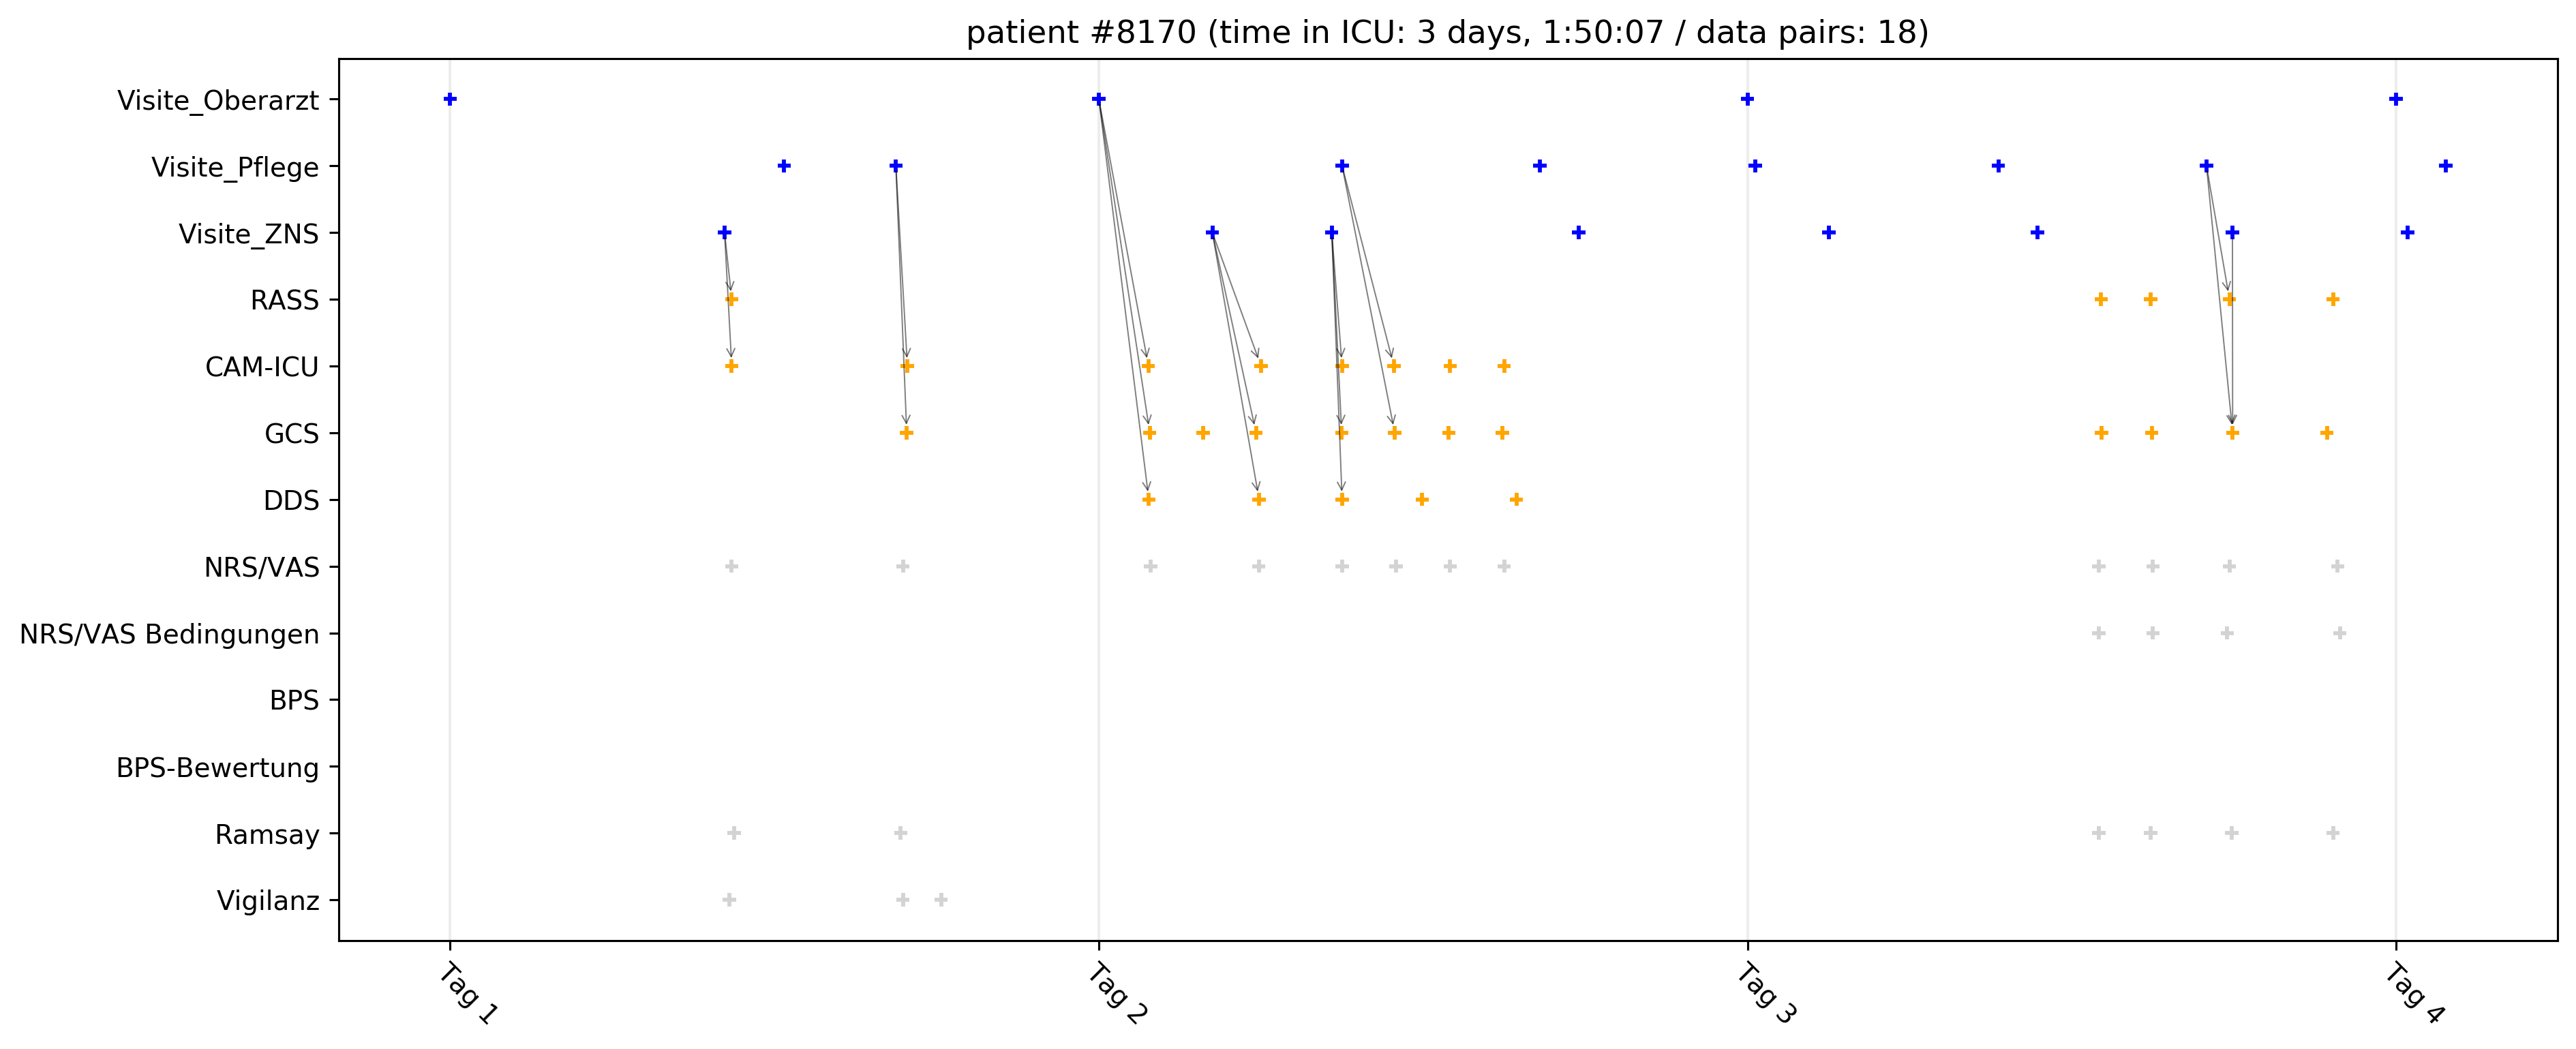 patient #8170 (time in ICU: 3 days, 1:50:07 / data pairs: 18)
Visite_Oberarzt
Visite_Pflege
Visite_ZNS
RASS
CAM-ICU
GCS
DDS
NRS/VAS
NRS/VAS Bedingungen
BPS
BPS-Bewertung
Ramsay
Vigilanz
Tag 1
Tag 2
Tag 3
Tag 4